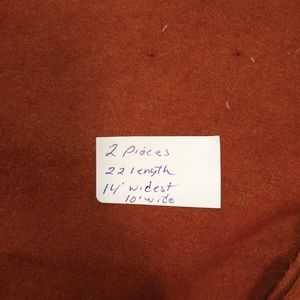 2 Pieces
22 Length
14' widest
10' wide